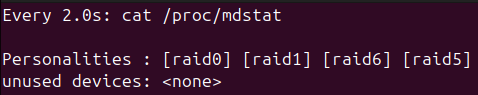 Every 2.0s: cat /proc/mdstat
Personalities : [raid0] [raid1] [raid6] [raid5]
unused devices: <none>